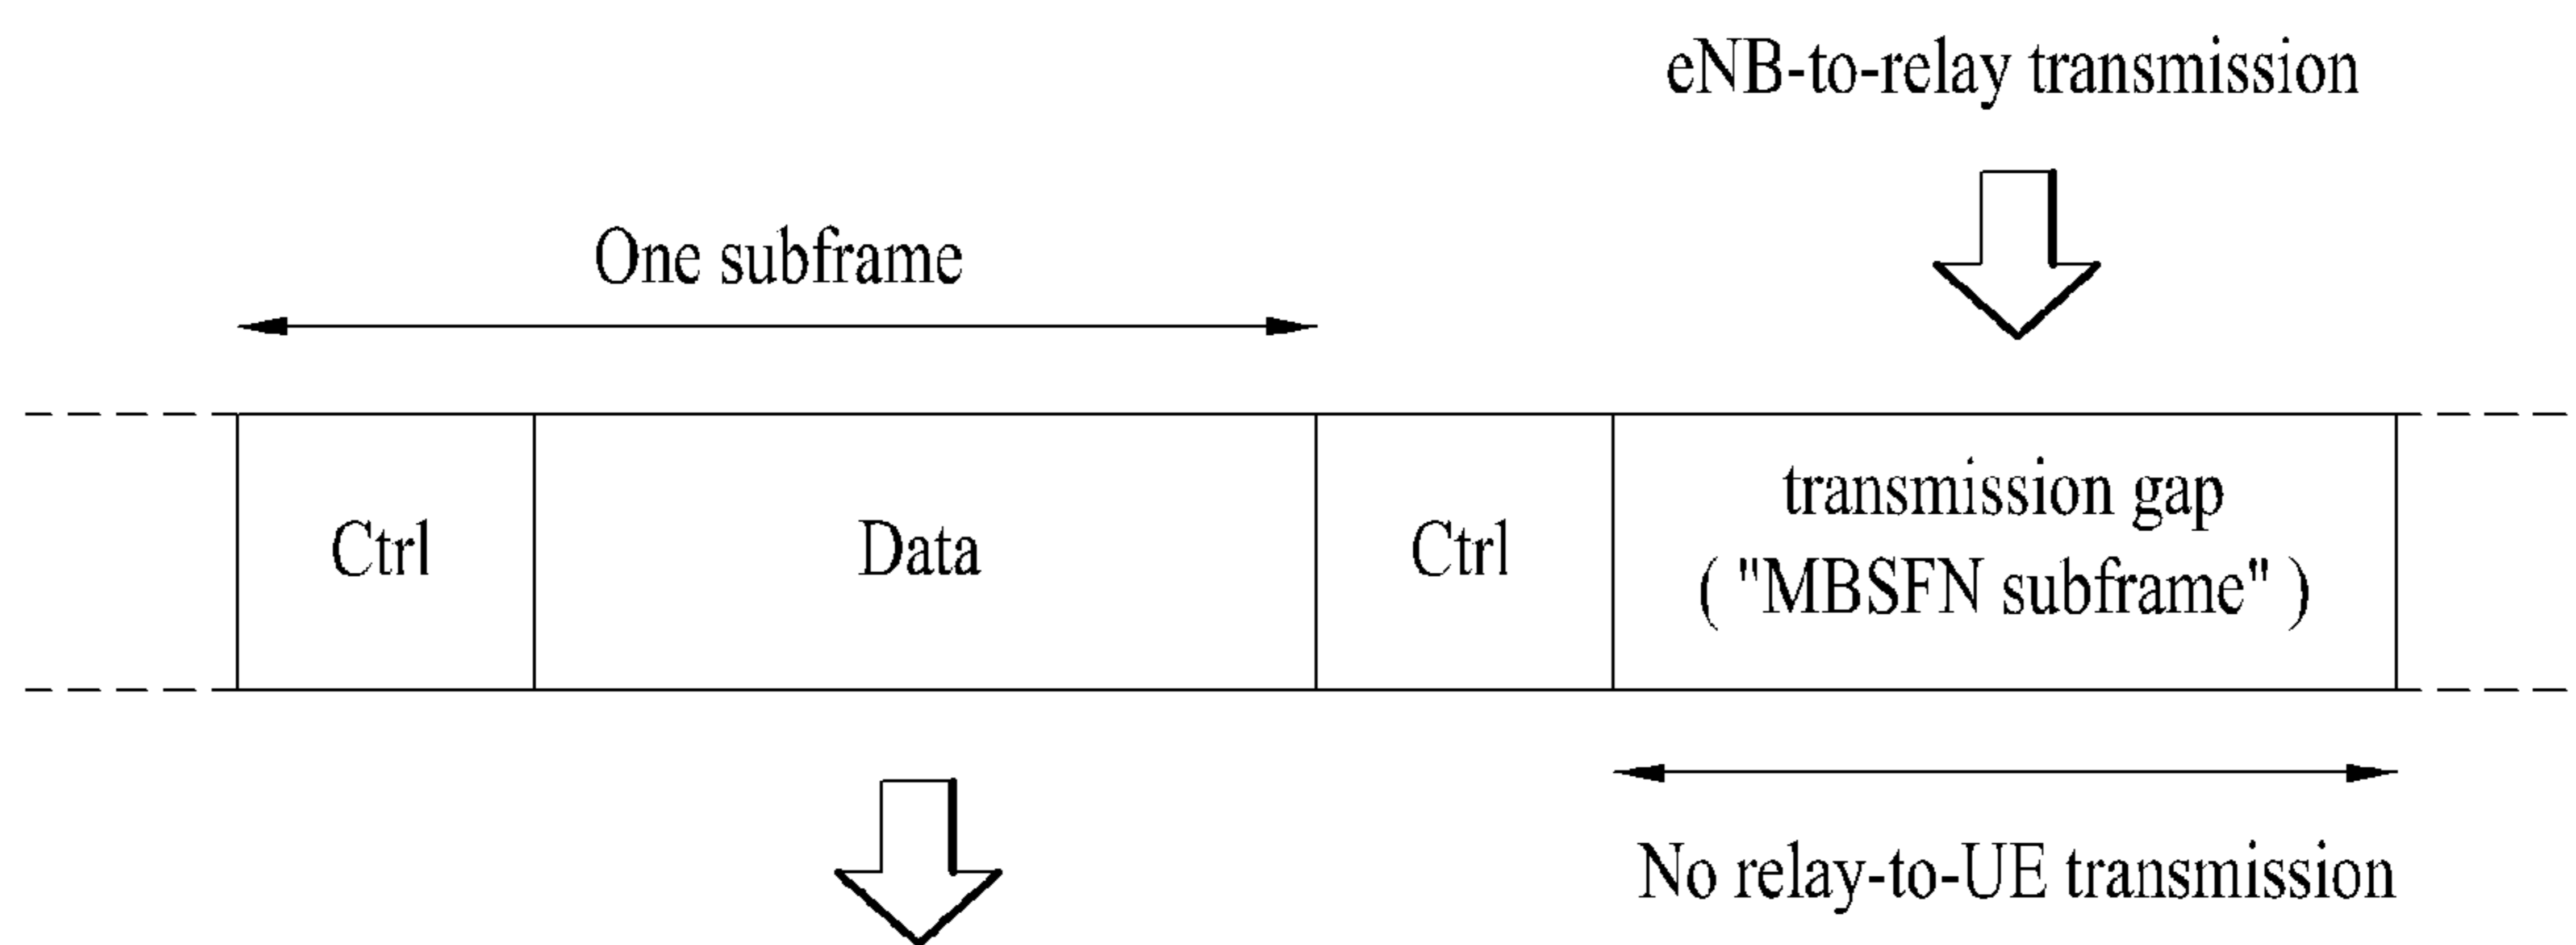 eNB-to-relay transmission
One subframe
Ctrl
Data
Ctrl
transmission gap
( "MBSFN subframe" )
No relay-to-UE transmission